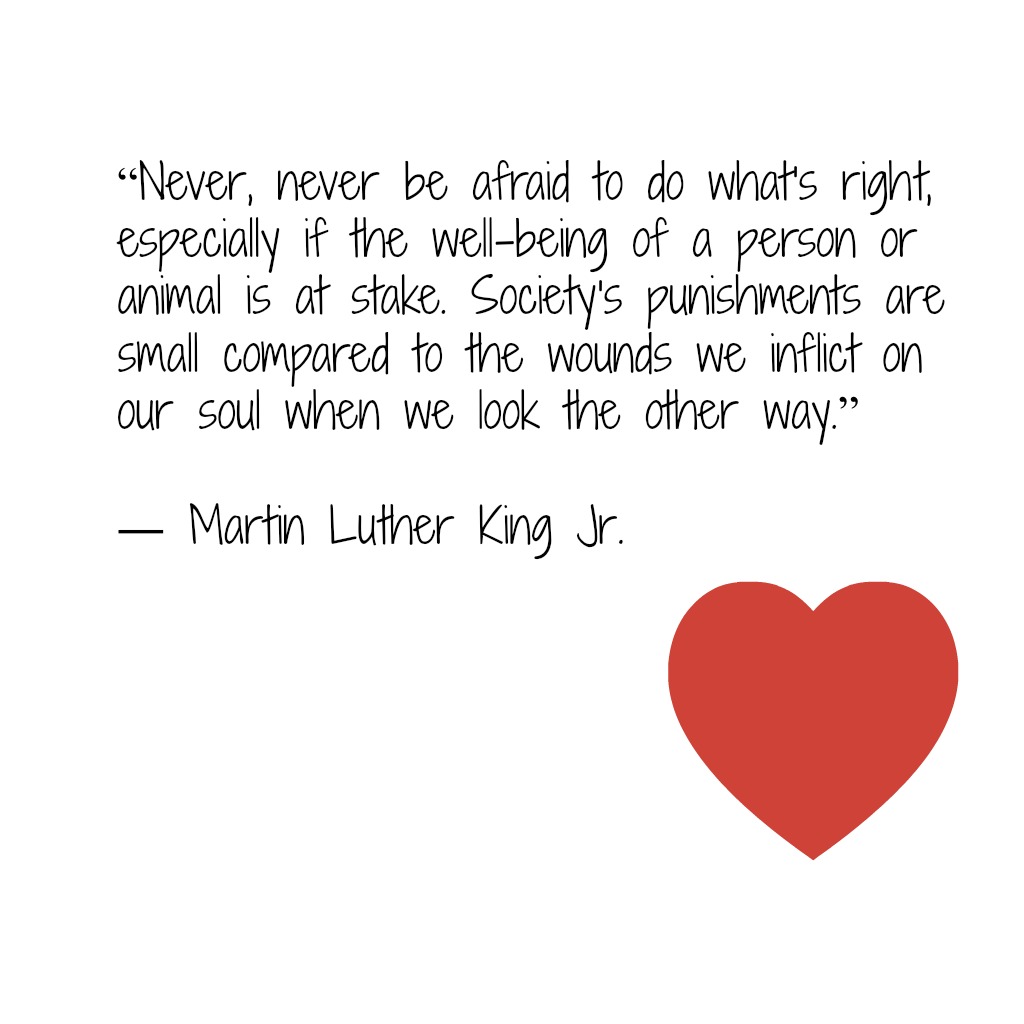 “Never, never be afraid to do what's right,
especially if the well-being of a person or
animal is at stake. Society's punishments are
small compared to the wounds we inflict on
our soul when we look the other way.”
— Martin Luther King Jr.